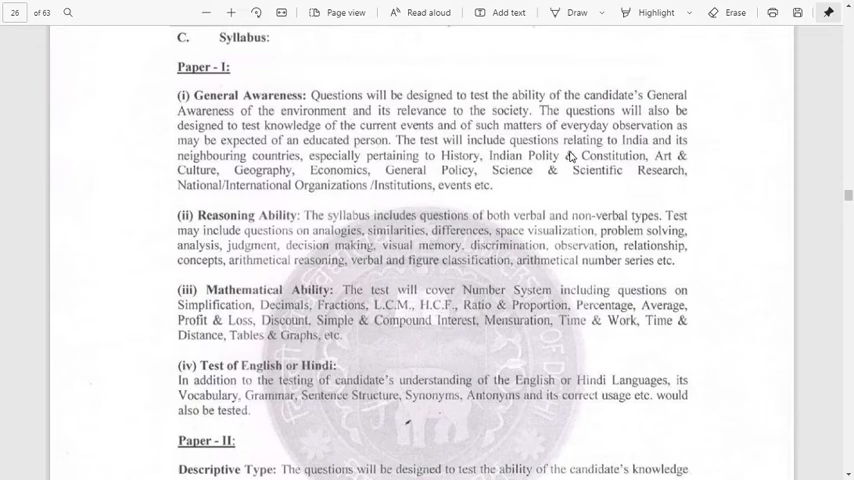 26 of 63 Page view Read aloud Add text Draw Highlight Erase
C. Syllabus:
Paper - I:
(i) General Awareness: Questions will be designed to test the ability of the candidate's General
Awareness of the environment and its relevance to the society. The questions will also be
designed to test knowledge of the current events and of such matters of everyday observation as
may be expected of an educated person. The test will include questions relating to India and its
neighbouring countries, especially pertaining to History, Indian Polity & Constitution, Art &
Culture, Geography, Economics, General Policy, Science & Scientific Research,
National/International Organizations /Institutions, events etc.
(ii) Reasoning Ability: The syllabus includes questions of both verbal and non-verbal types. Test
may include questions on analogies, similarities, differences, space visualization, problem solving,
analysis, judgment, decision making, visual memory, discrimination, observation, relationship,
concepts, arithmetical reasoning, verbal and figure classification, arithmetical number series etc.
(iii) Mathematical Ability: The test will cover Number System including questions on
Simplification, Decimals, Fractions, L.C.M., H.C.F., Ratio & Proportion, Percentage, Average,
Profit & Loss, Discount, Simple & Compound Interest, Mensuration, Time & Work, Time &
Distance, Tables & Graphs, etc.
(iv) Test of English or Hindi:
In addition to the testing of candidate's understanding of the English or Hindi Languages, its
Vocabulary, Grammar, Sentence Structure, Synonyms, Antonyms and its correct usage etc. would
also be tested.
Paper - II:
Descriptive Type: The questions will be designed to test the ability of the candidate's knowledge